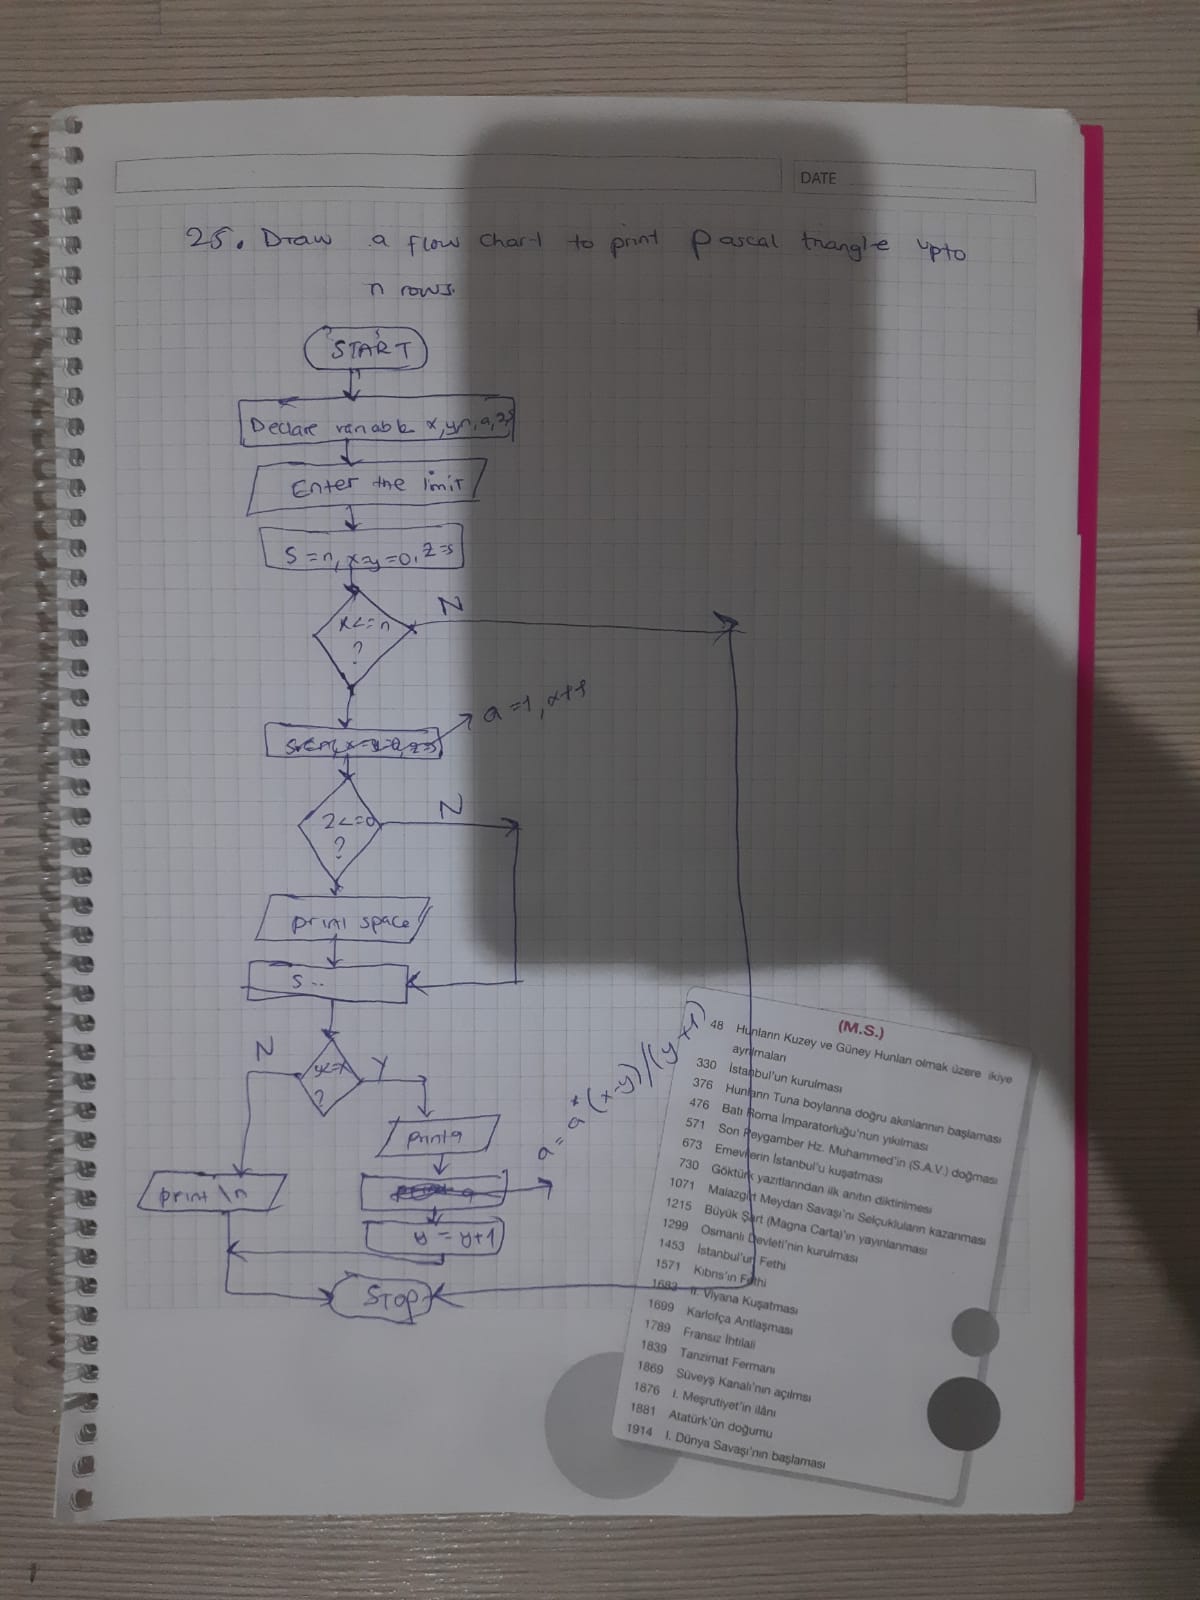 DATE
25. Draw a flow chart to print pascal triangle upto
n rows.
START
Declare variable x,y,n,a,z,s
Enter the limit
S=n, x=y=0, z=s
x<=n
?
N
a=1, x++
z<=0
?
N
print space
s--
y<=x
?
N
Y
print a
a=a*(x-y)/(y+1)
y=y+1
print \n
STOP
(M.S.)
48 Hunların Kuzey ve Güney Hunları olmak üzere ikiye
ayrılmaları
330 İstanbul'un kurulması
376 Hunların Tuna boylarına doğru akınlarının başlaması
476 Batı Roma İmparatorluğu'nun yıkılması
571 Son Peygamber Hz. Muhammed'in (S.A.V.) doğması
673 Emevilerin İstanbul'u kuşatması
730 Göktürk yazıtlarından ilk anıtın diktirilmesi
1071 Malazgirt Meydan Savaşı'nı Selçukluların kazanması
1215 Büyük Şart (Magna Carta)'ın yayınlanması
1299 Osmanlı Devleti'nin kurulması
1453 İstanbul'un Fethi
1571 Kıbrıs'ın Fethi
1683 II. Viyana Kuşatması
1699 Karlofça Antlaşması
1789 Fransız İhtilali
1839 Tanzimat Fermanı
1869 Süveyş Kanalı'nın açılması
1876 I. Meşrutiyet'in ilânı
1881 Atatürk'ün doğumu
1914 I. Dünya Savaşı'nın başlaması